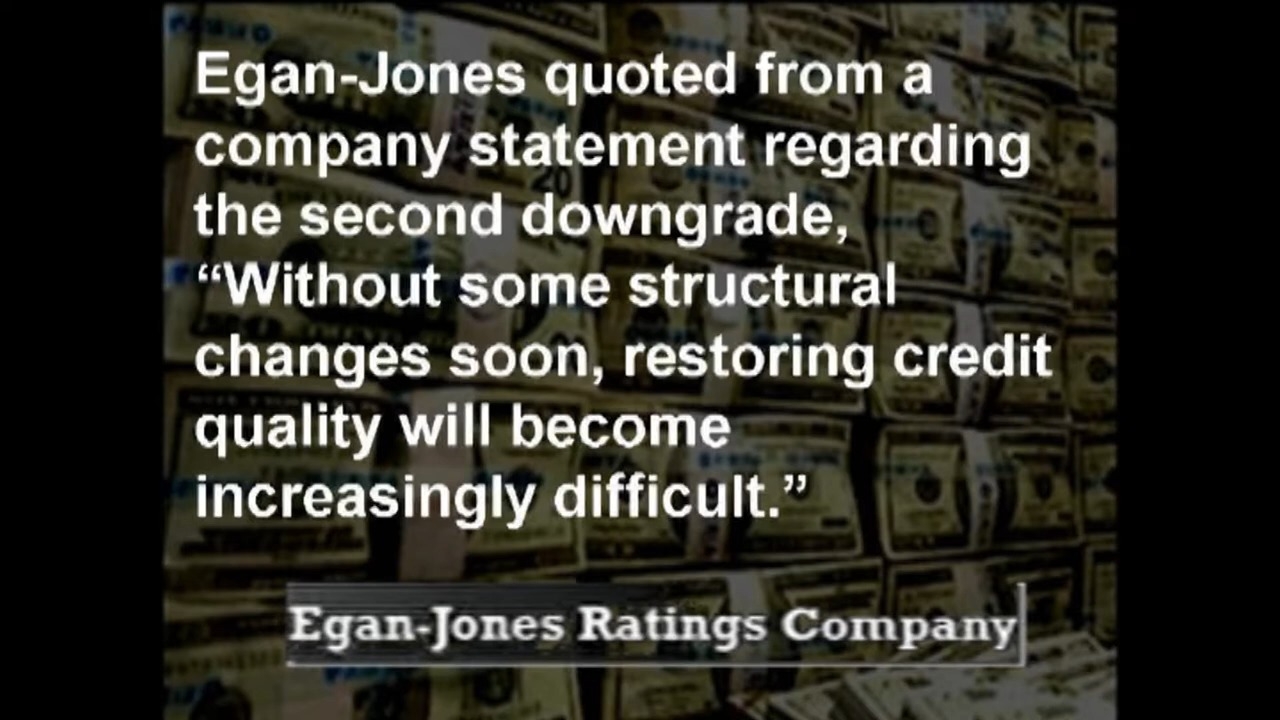 Egan-Jones quoted from a
company statement regarding
the second downgrade,
“Without some structural
changes soon, restoring credit
quality will become
increasingly difficult.”
Egan-Jones Ratings Company